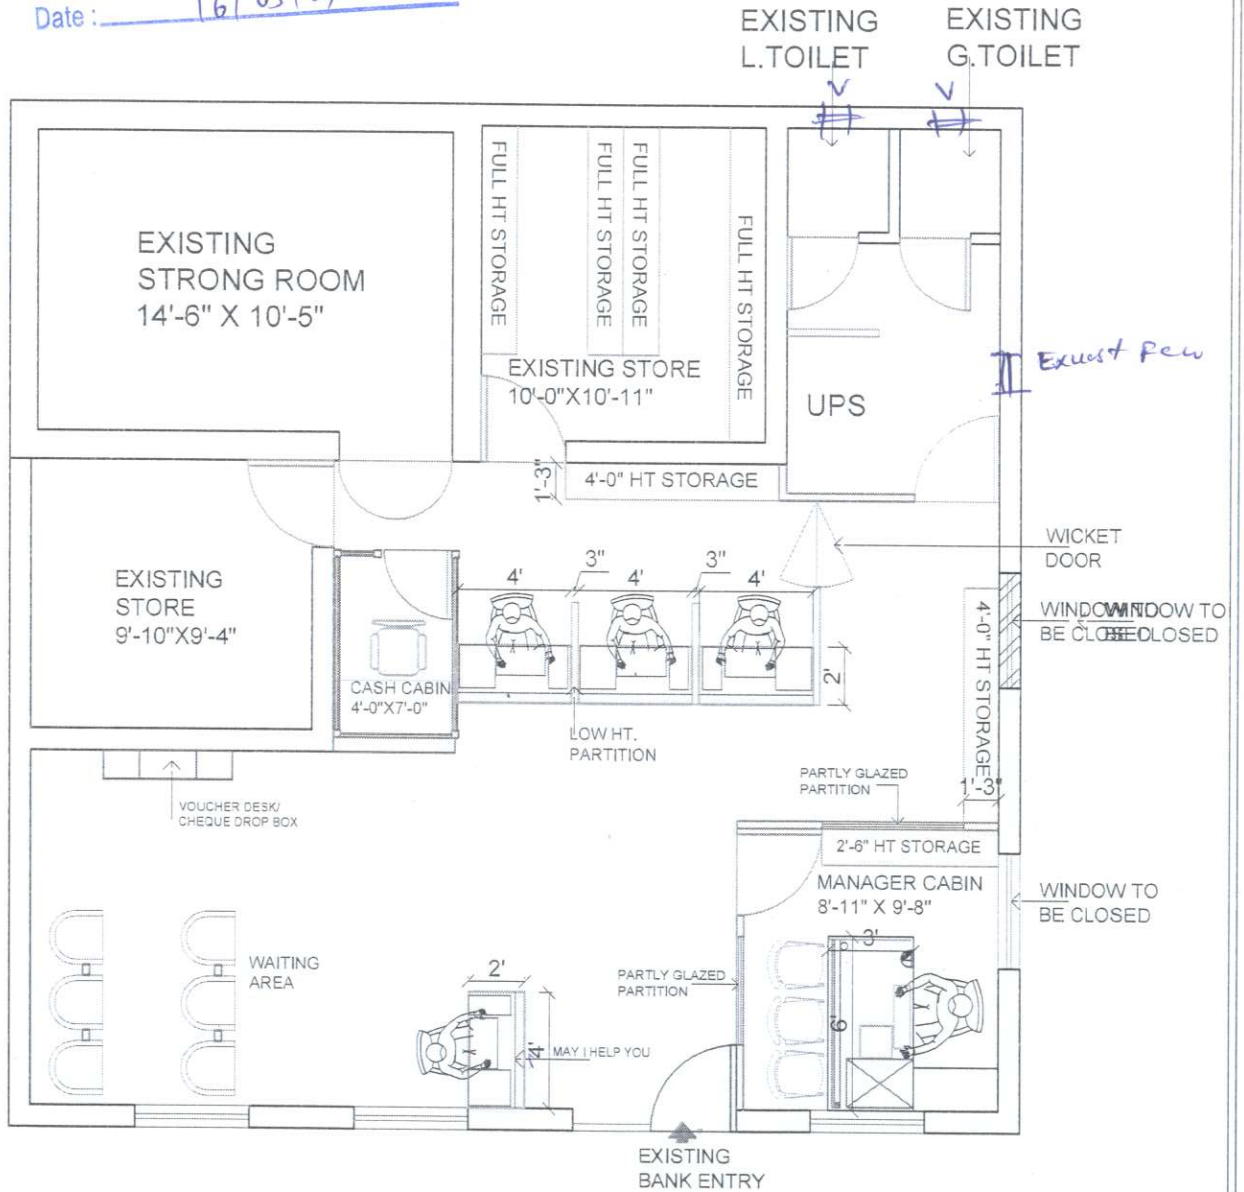 Date :
EXISTING
L.TOILET
EXISTING
G.TOILET
V
V
EXISTING
STRONG ROOM
14'-6" X 10'-5"
FULL HT STORAGE
FULL HT STORAGE
FULL HT STORAGE
FULL HT STORAGE
EXISTING STORE
10'-0"X10'-11"
UPS
1'-3"
4'-0" HT STORAGE
WICKET
DOOR
EXISTING
STORE
9'-10"X9'-4"
4'
3"
4'
3"
4'
2'
CASH CABIN
4'-0"X7'-0"
LOW HT.
PARTITION
4'-0" HT STORAGE
1'-3"
WINDOW TO
BE CLOSED
WINDOW TO
BE CLOSED
VOUCHER DESK/
CHEQUE DROP BOX
PARTLY GLAZED
PARTITION
2'-6" HT STORAGE
MANAGER CABIN
8'-11" X 9'-8"
WINDOW TO
BE CLOSED
WAITING
AREA
2'
4'
MAY I HELP YOU
PARTLY GLAZED
PARTITION
3'
6'
EXISTING
BANK ENTRY